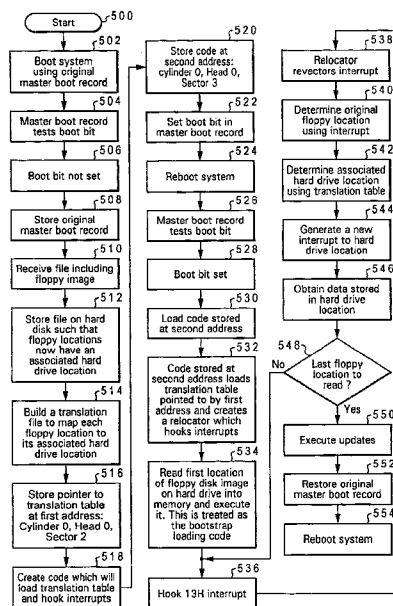 Start
500
502
Boot system
using original
master boot record
504
Master boot record
tests boot bit
506
Boot bit not set
508
Store original
master boot record
510
Receive file including
floppy image
512
Store file on hard
disk such that
floppy locations
now have an
associated hard
drive location
514
Build a translation
file to map each
floppy location to
its associated hard
drive location
516
Store pointer to
translation table
at first address:
Cylinder 0, Head 0,
Sector 2
518
Create code which will
load translation table
and hook interrupts
520
Store code at
second address:
cylinder 0, Head 0,
Sector 3
522
Set boot bit in
master boot record
524
Reboot system
526
Master boot record
tests boot bit
528
Boot bit set
530
Load code stored
at second address
532
Code stored at
second address loads
translation table
pointed to by first
address and creates
a relocator which
hooks interrupts
534
Read first location
of floppy disk image
on hard drive into
memory and execute
it. This is treated as
the bootstrap
loading code
536
Hook 13H interrupt
538
Relocator
revectors interrupt
540
Determine original
floppy location
using interrupt
542
Determine associated
hard drive location
using translation table
544
Generate a new
interrupt to hard
drive location
546
Obtain data stored
in hard drive
location
548
No
Last floppy
location to
read ?
Yes
550
Execute updates
552
Restore original
master boot record
554
Reboot system